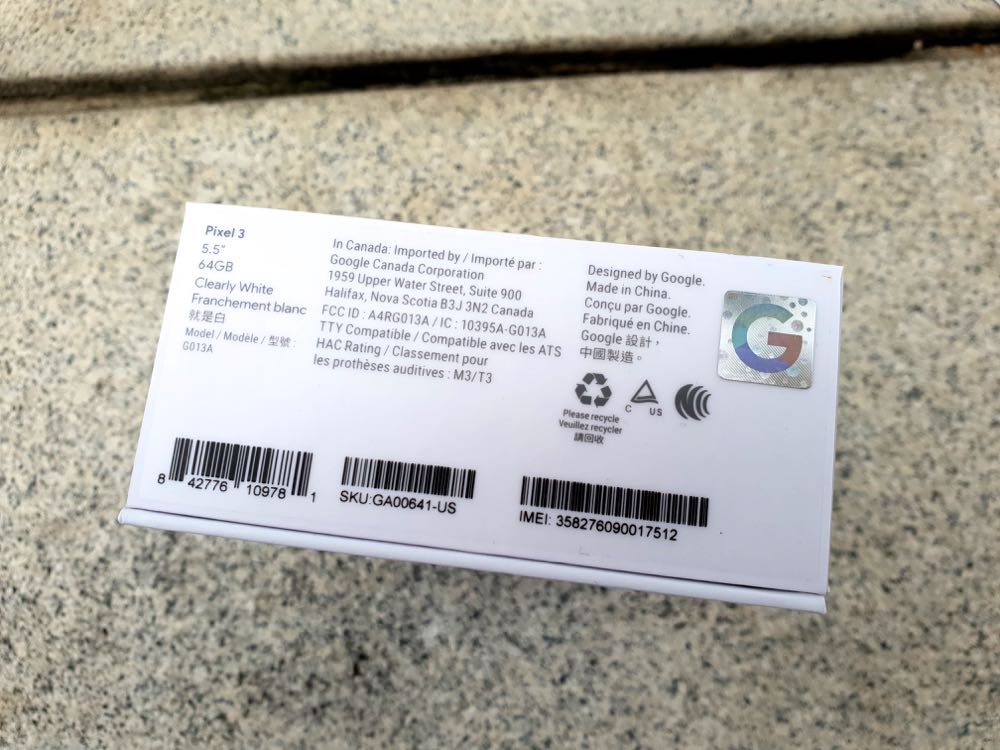 Pixel 3
5.5"
64GB
Clearly White
Franchement blanc
就是白
Model / Modèle / 型號 :
G013A
In Canada: Imported by / Importé par :
Google Canada Corporation
1959 Upper Water Street, Suite 900
Halifax, Nova Scotia B3J 3N2 Canada
FCC ID : A4RG013A / IC : 10395A-G013A
TTY Compatible / Compatible avec les ATS
HAC Rating / Classement pour
les prothèses auditives : M3/T3
Designed by Google.
Made in China.
Conçu par Google.
Fabriqué en Chine.
Google 設計，
中國製造。
G
Please recycle
Veuillez recycler
請回收
C US
8 42776 10978 1
SKU:GA00641-US
IMEI: 358276090017512